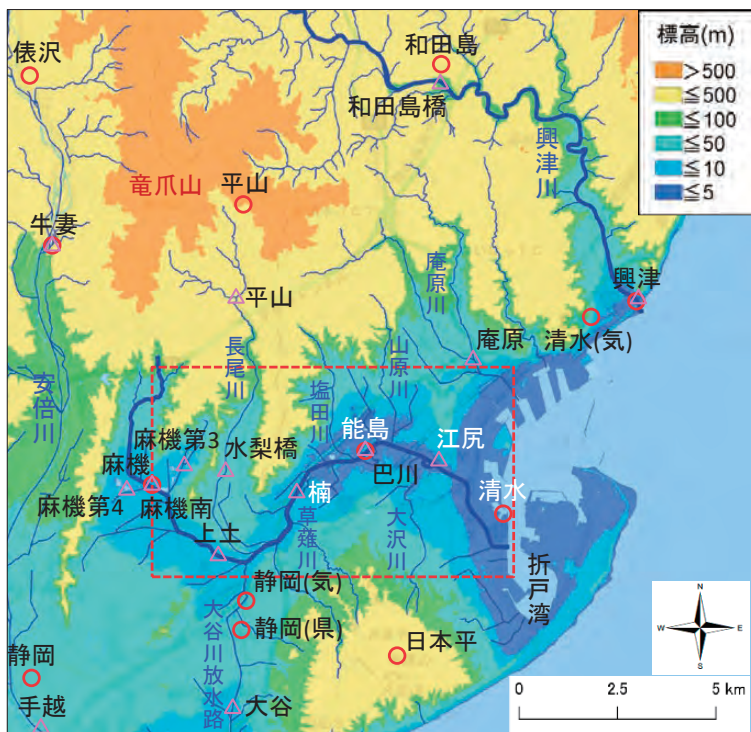 標高(m)
＞500
≦500
≦100
≦50
≦10
≦5
俵沢
和田島
和田島橋
興津川
竜爪山
平山
牛妻
平山
庵原川
興津
清水(気)
庵原
安倍川
長尾川
塩田川
山原川
能島
江尻
巴川
麻機第3
水梨橋
麻機
麻機第4
麻機南
楠
清水
上土
草薙川
大沢川
折戸湾
静岡(気)
静岡(県)
日本平
静岡
手越
大谷川放水路
大谷
N
W
E
S
0
2.5
5 km